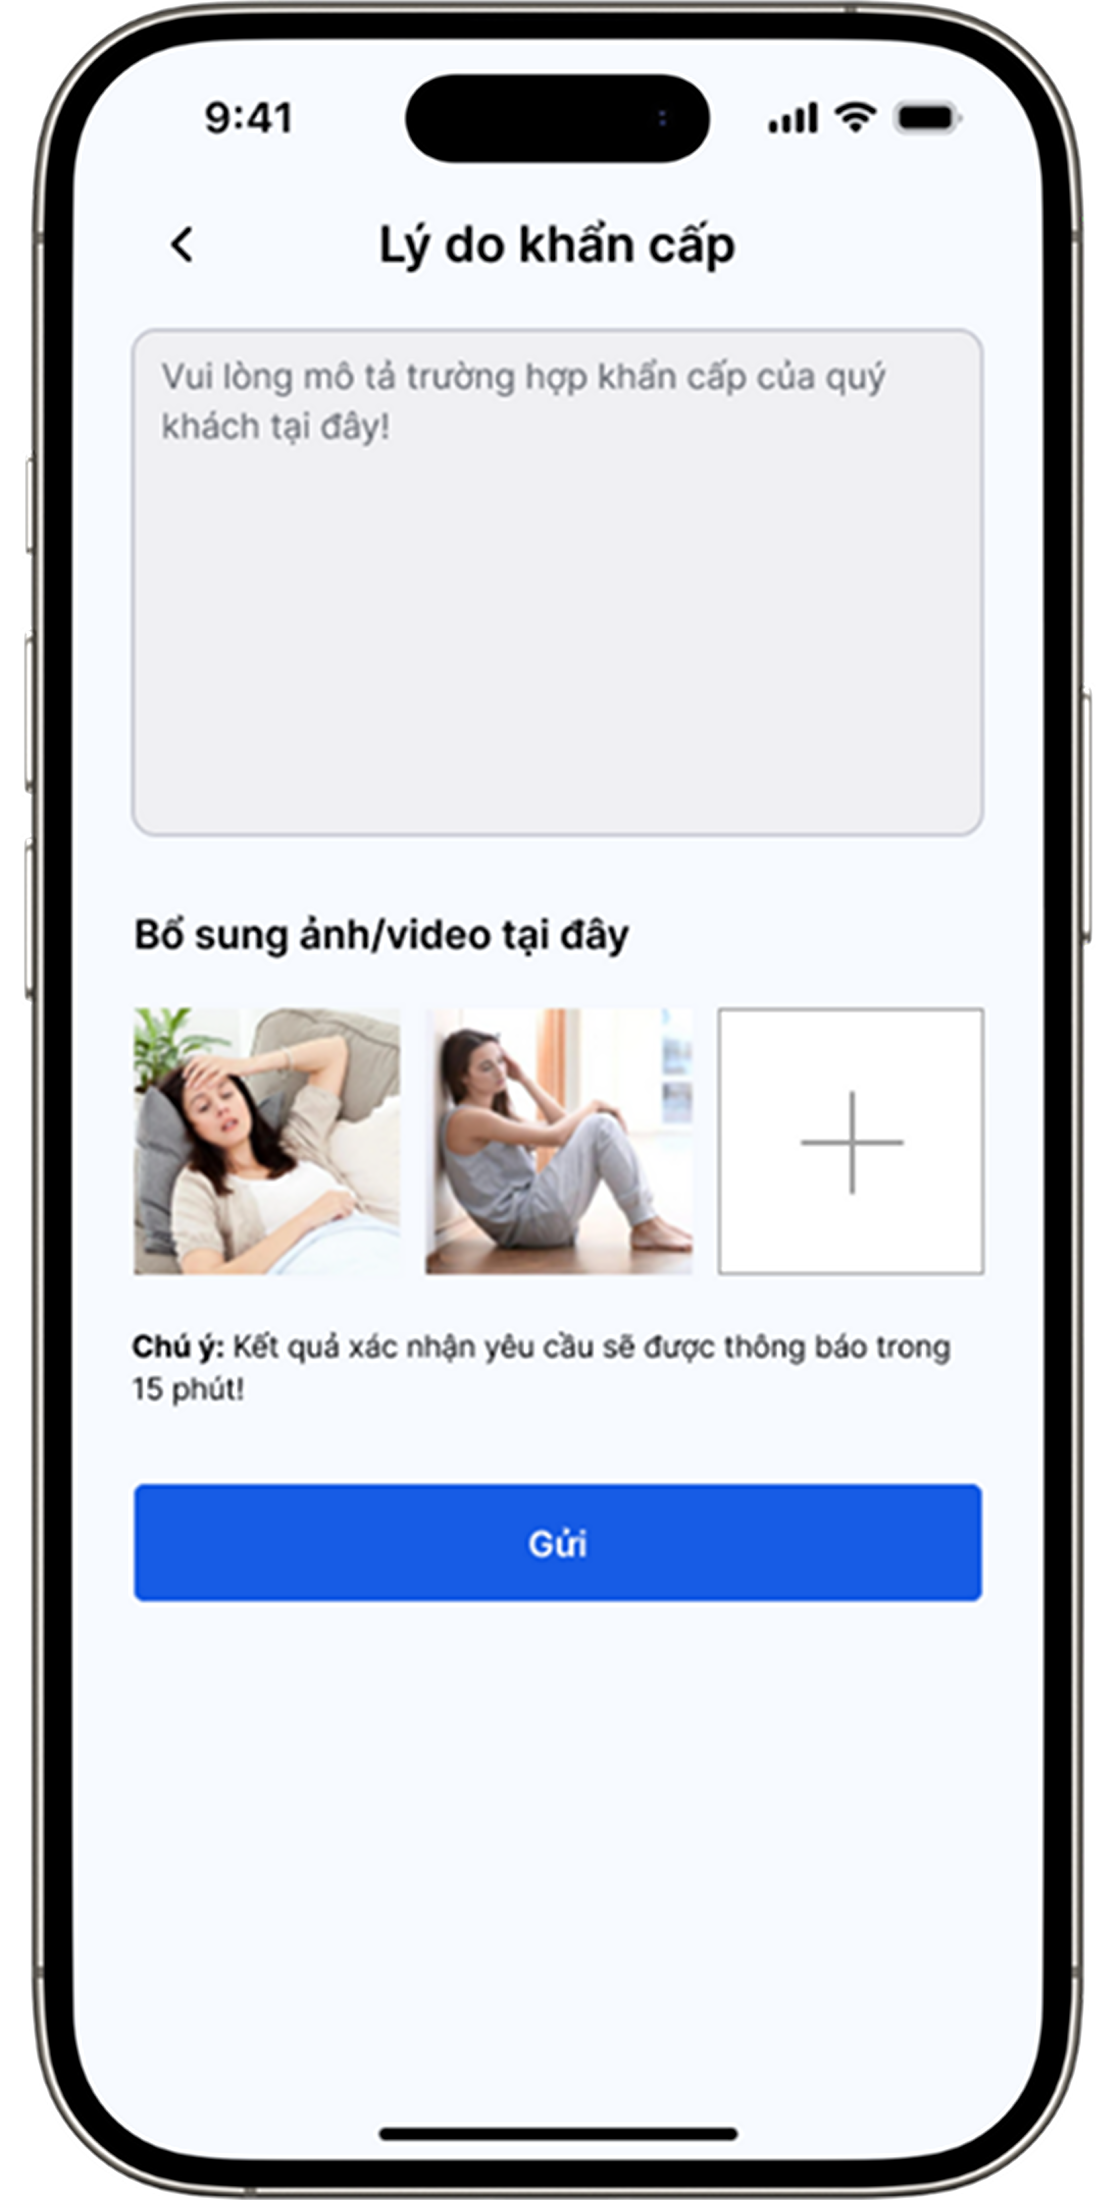 9:41
Lý do khẩn cấp
Vui lòng mô tả trường hợp khẩn cấp của quý
khách tại đây!
Bổ sung ảnh/video tại đây
Chú ý: Kết quả xác nhận yêu cầu sẽ được thông báo trong
15 phút!
Gửi